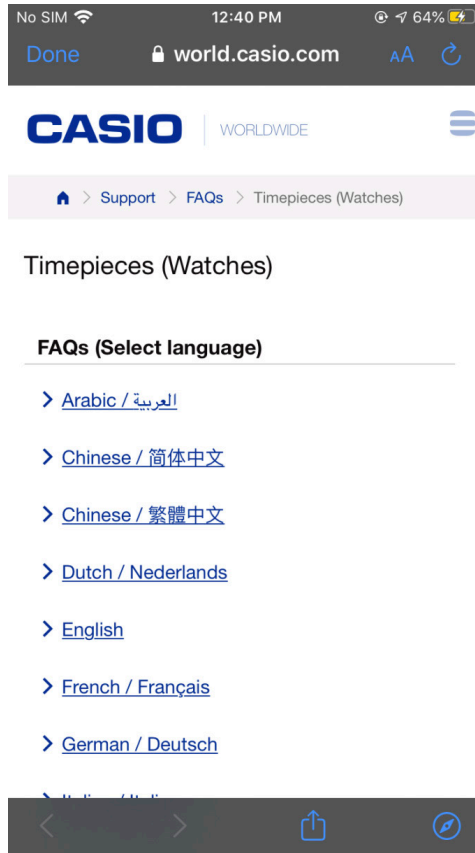 No SIM 12:40 PM 64%
Done world.casio.com AA
CASIO WORLDWIDE
Support > FAQs > Timepieces (Watches)
Timepieces (Watches)
FAQs (Select language)
Arabic / العربية
Chinese / 简体中文
Chinese / 繁體中文
Dutch / Nederlands
English
French / Français
German / Deutsch